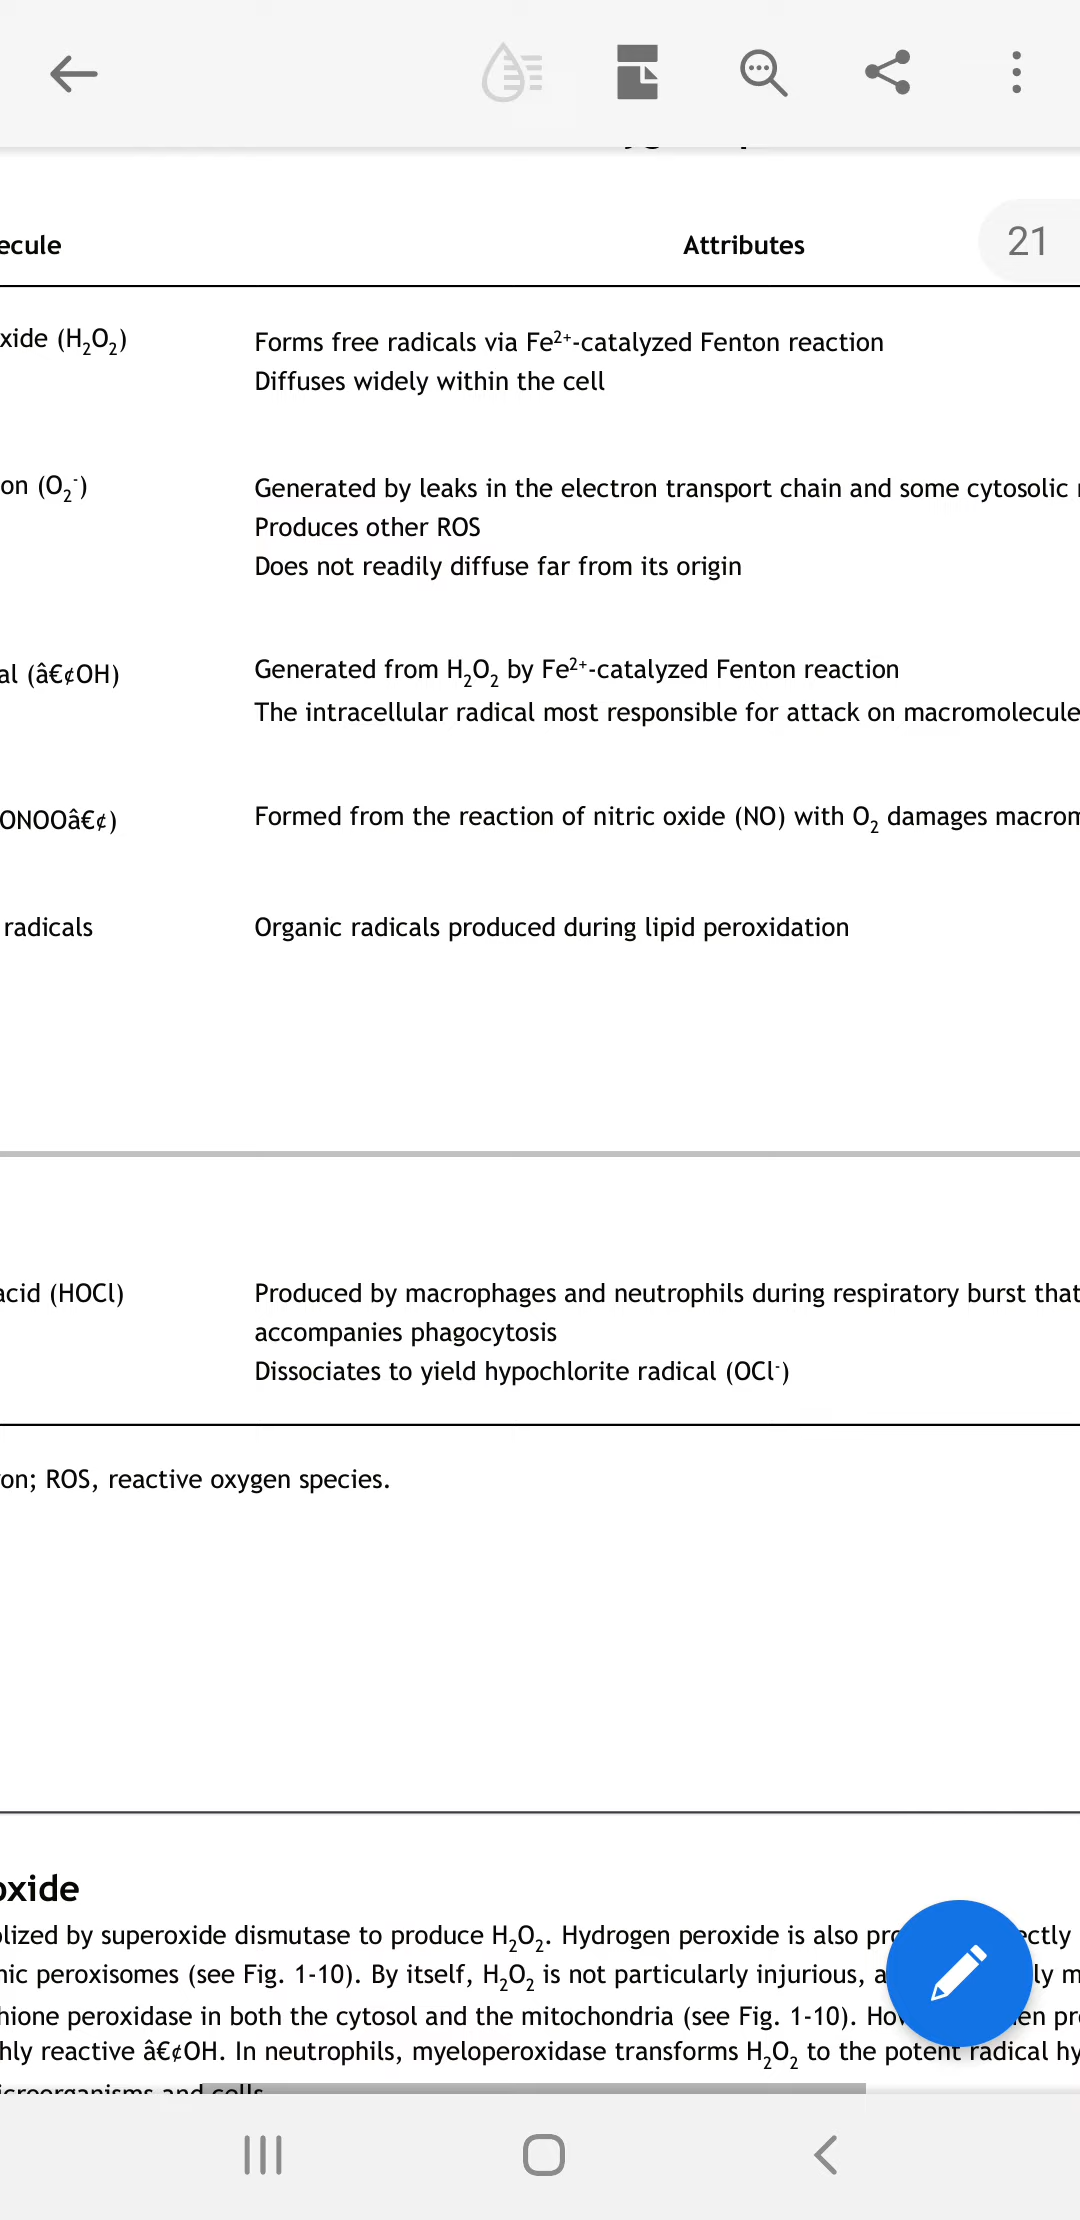 21
ecule Attributes
xide (H₂O₂) Forms free radicals via Fe²⁺-catalyzed Fenton reaction
Diffuses widely within the cell
on (O₂⁻) Generated by leaks in the electron transport chain and some cytosolic
Produces other ROS
Does not readily diffuse far from its origin
al (â€¢OH) Generated from H₂O₂ by Fe²⁺-catalyzed Fenton reaction
The intracellular radical most responsible for attack on macromolecule
ONOOâ€¢) Formed from the reaction of nitric oxide (NO) with O₂ damages macrom
radicals Organic radicals produced during lipid peroxidation
acid (HOCl) Produced by macrophages and neutrophils during respiratory burst that
accompanies phagocytosis
Dissociates to yield hypochlorite radical (OCl⁻)
on; ROS, reactive oxygen species.
oxide
lized by superoxide dismutase to produce H₂O₂. Hydrogen peroxide is also pro ectly
nic peroxisomes (see Fig. 1-10). By itself, H₂O₂ is not particularly injurious, a ly m
hione peroxidase in both the cytosol and the mitochondria (see Fig. 1-10). How en pr
hly reactive â€¢OH. In neutrophils, myeloperoxidase transforms H₂O₂ to the potent radical hy
icroorganisms and cells